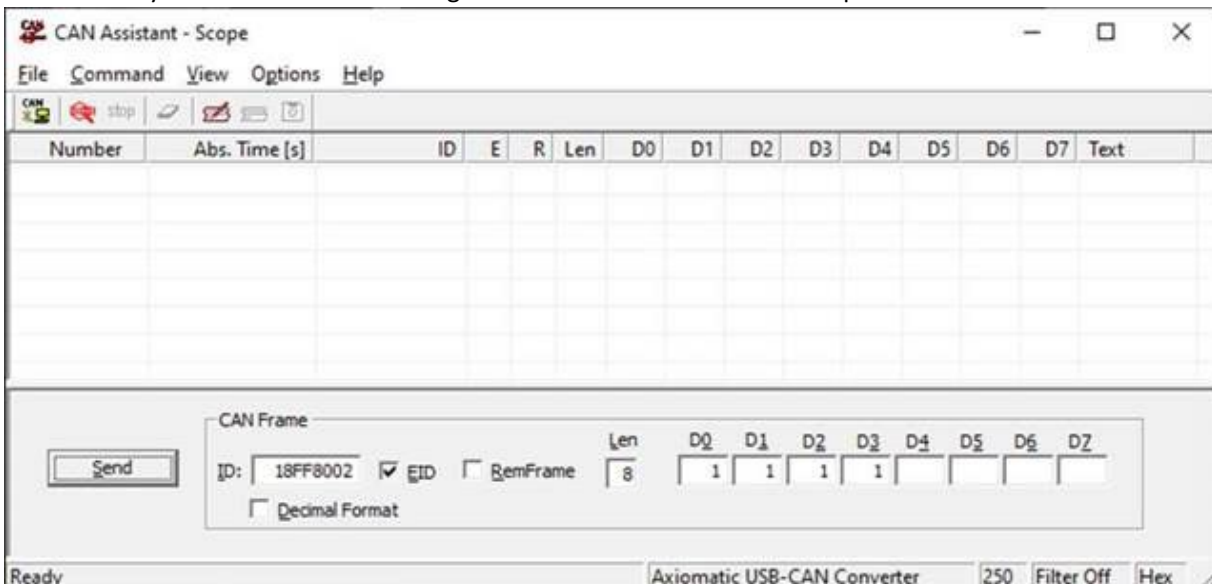 CAN Assistant - Scope
File Command View Options Help
CAN stop
Number Abs. Time [s] ID E R Len D0 D1 D2 D3 D4 D5 D6 D7 Text
CAN Frame
Len D0 D1 D2 D3 D4 D5 D6 D7
Send ID: 18FF8002 EID RemFrame 8 1 1 1 1
Decimal Format
Ready Axiomatic USB-CAN Converter 250 Filter Off Hex